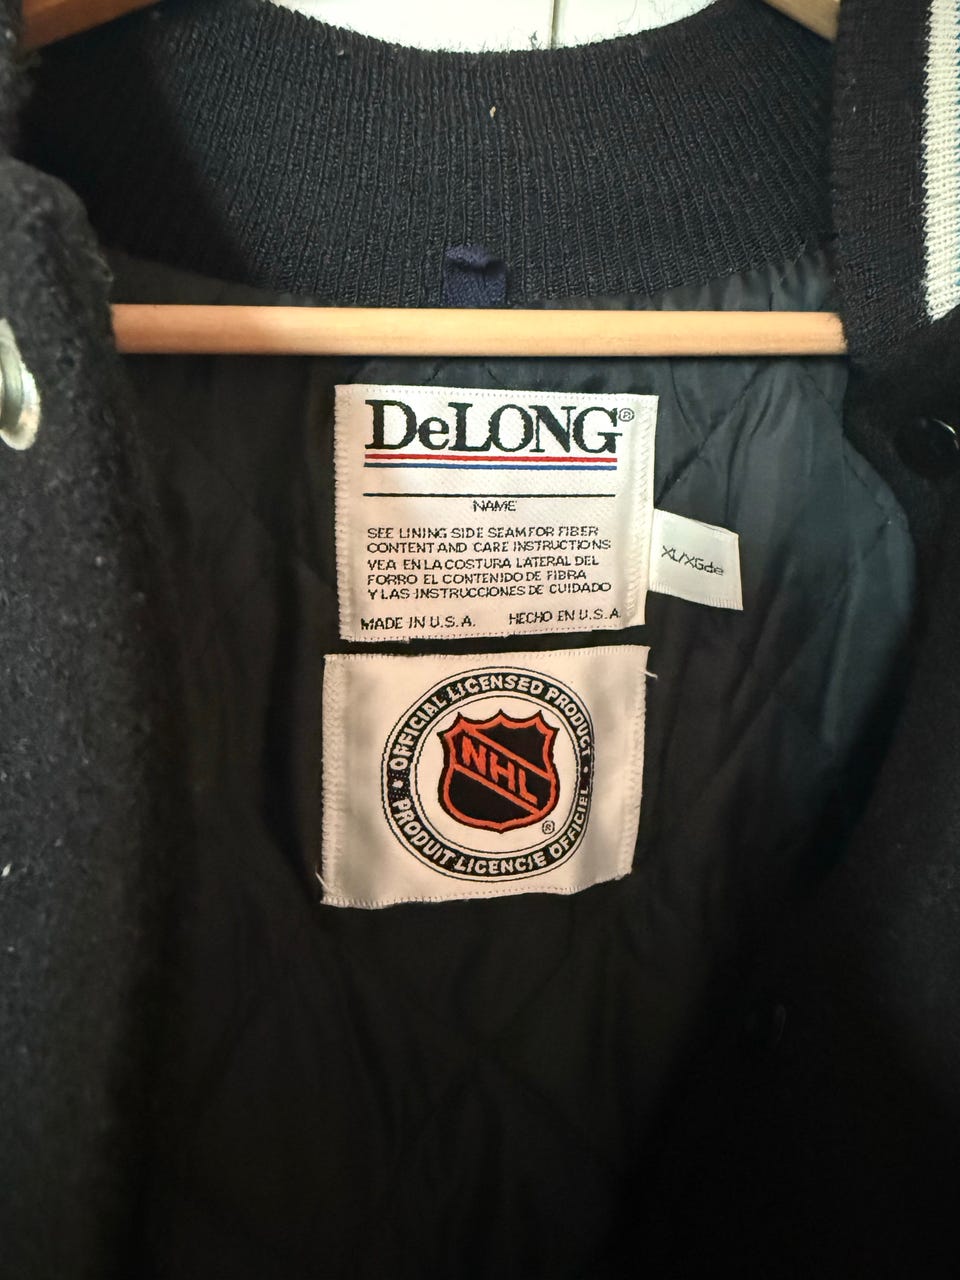 DeLONG®
NAME
SEE LINING SIDE SEAM FOR FIBER
CONTENT AND CARE INSTRUCTIONS
VEA EN LA COSTURA LATERAL DEL
FORRO EL CONTENIDO DE FIBRA
Y LAS INSTRUCCIONES DE CUIDADO
MADE IN U.S.A. HECHO EN U.S.A
XL/XGde
OFFICIAL LICENSED PRODUCT
NHL
®
PRODUIT LICENCIE OFFICIEL